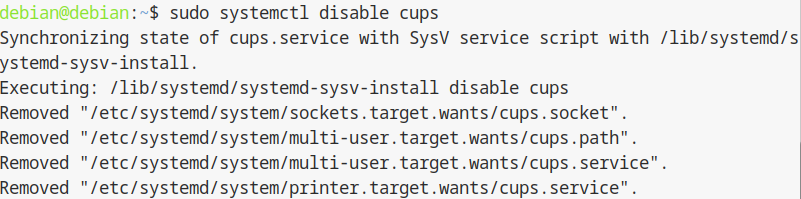 debian@debian:~$ sudo systemctl disable cups
Synchronizing state of cups.service with SysV service script with /lib/systemd/s
ystemd-sysv-install.
Executing: /lib/systemd/systemd-sysv-install disable cups
Removed "/etc/systemd/system/sockets.target.wants/cups.socket".
Removed "/etc/systemd/system/multi-user.target.wants/cups.path".
Removed "/etc/systemd/system/multi-user.target.wants/cups.service".
Removed "/etc/systemd/system/printer.target.wants/cups.service".